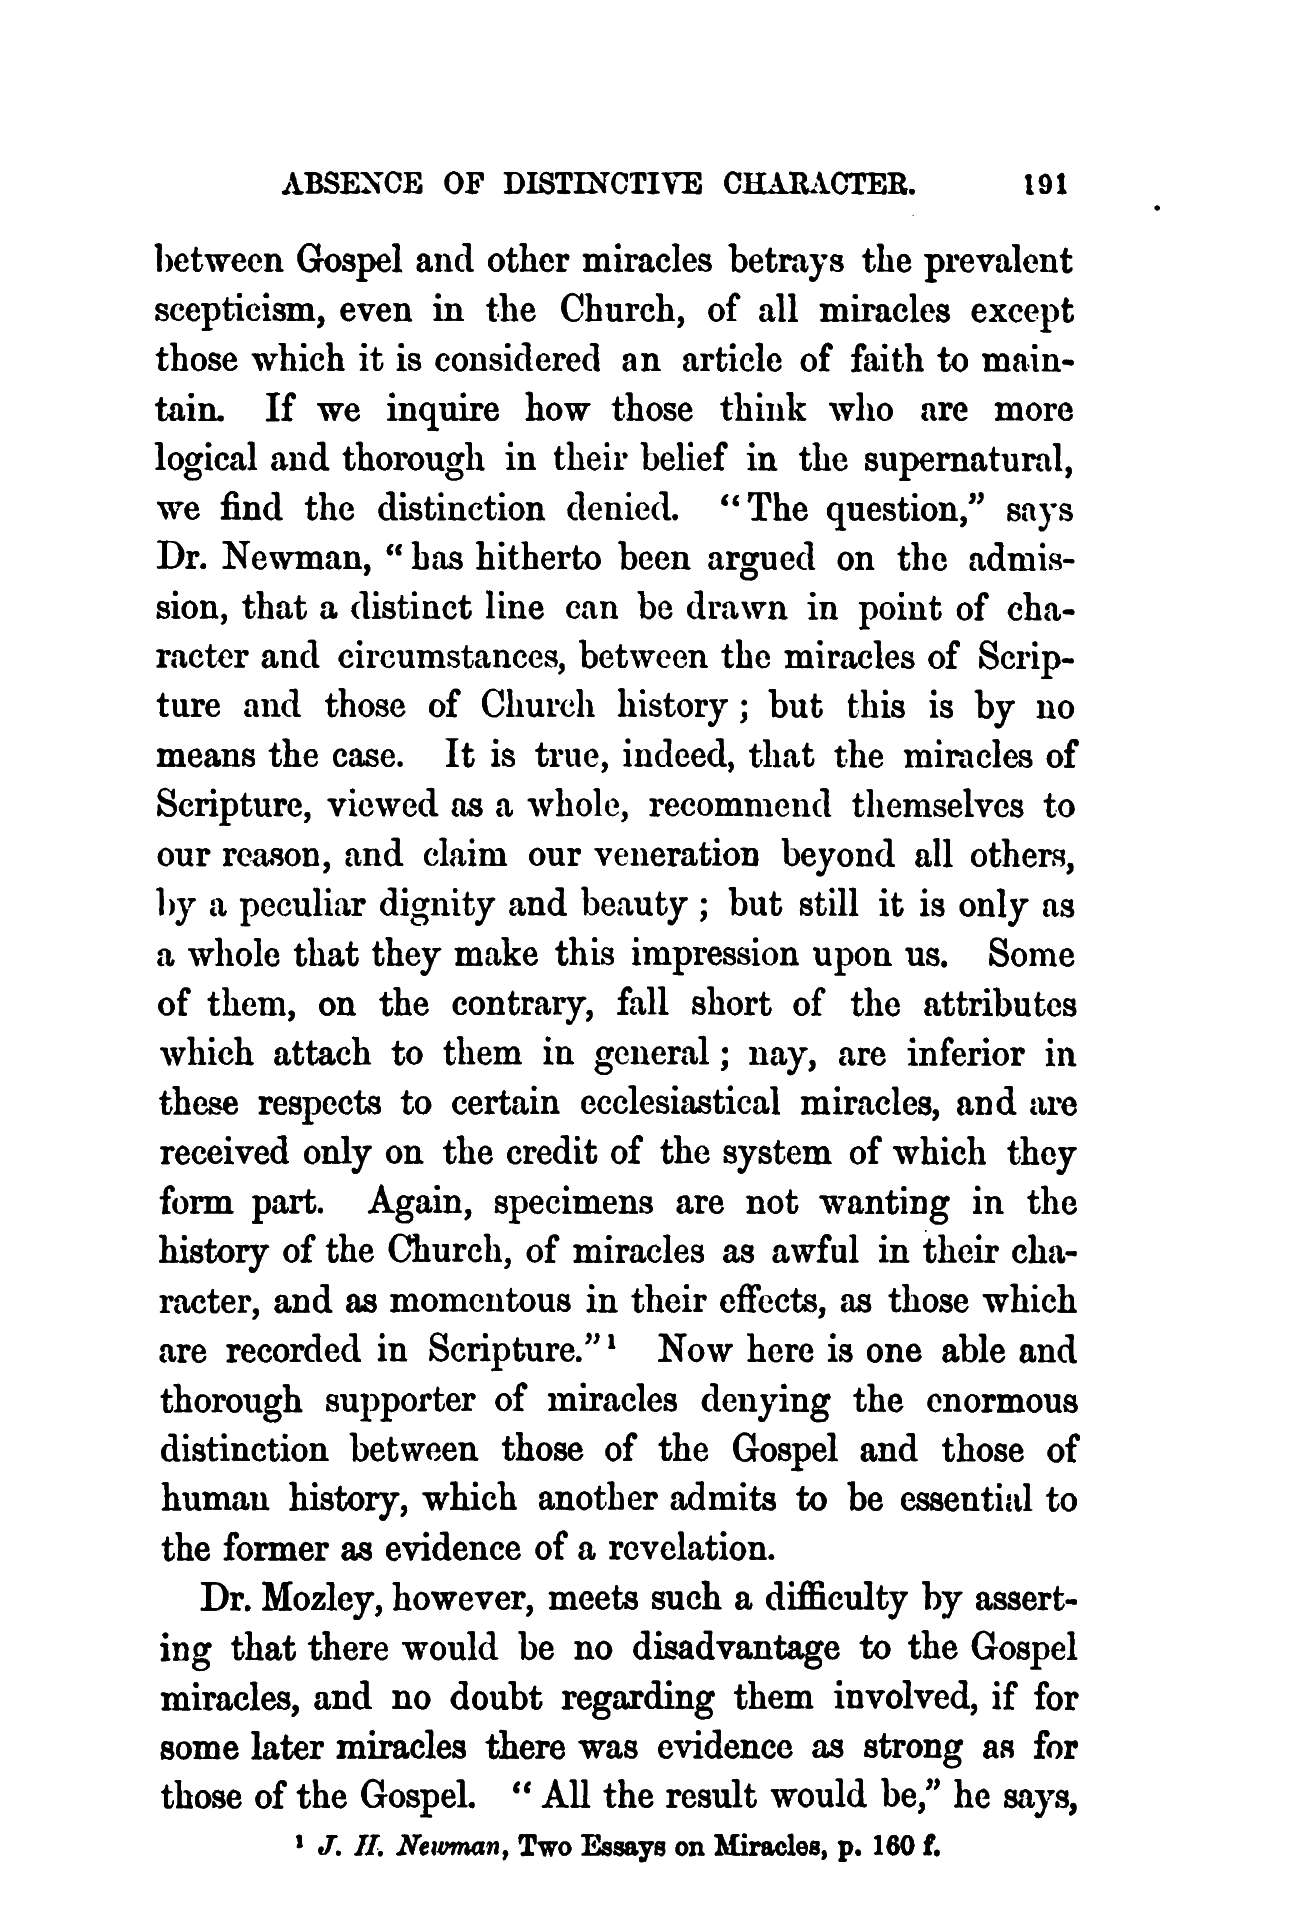 ABSENCE OF DISTINCTIVE CHARACTER. 191
between Gospel and other miracles betrays the prevalent
scepticism, even in the Church, of all miracles except
those which it is considered an article of faith to main-
tain. If we inquire how those think who are more
logical and thorough in their belief in the supernatural,
we find the distinction denied. “The question,” says
Dr. Newman, “has hitherto been argued on the admis-
sion, that a distinct line can be drawn in point of cha-
racter and circumstances, between the miracles of Scrip-
ture and those of Church history; but this is by no
means the case. It is true, indeed, that the miracles of
Scripture, viewed as a whole, recommend themselves to
our reason, and claim our veneration beyond all others,
by a peculiar dignity and beauty; but still it is only as
a whole that they make this impression upon us. Some
of them, on the contrary, fall short of the attributes
which attach to them in general; nay, are inferior in
these respects to certain ecclesiastical miracles, and are
received only on the credit of the system of which they
form part. Again, specimens are not wanting in the
history of the Church, of miracles as awful in their cha-
racter, and as momentous in their effects, as those which
are recorded in Scripture.”¹ Now here is one able and
thorough supporter of miracles denying the enormous
distinction between those of the Gospel and those of
human history, which another admits to be essential to
the former as evidence of a revelation.
Dr. Mozley, however, meets such a difficulty by assert-
ing that there would be no disadvantage to the Gospel
miracles, and no doubt regarding them involved, if for
some later miracles there was evidence as strong as for
those of the Gospel. “All the result would be,” he says,
¹ J. H. Newman, Two Essays on Miracles, p. 160 f.